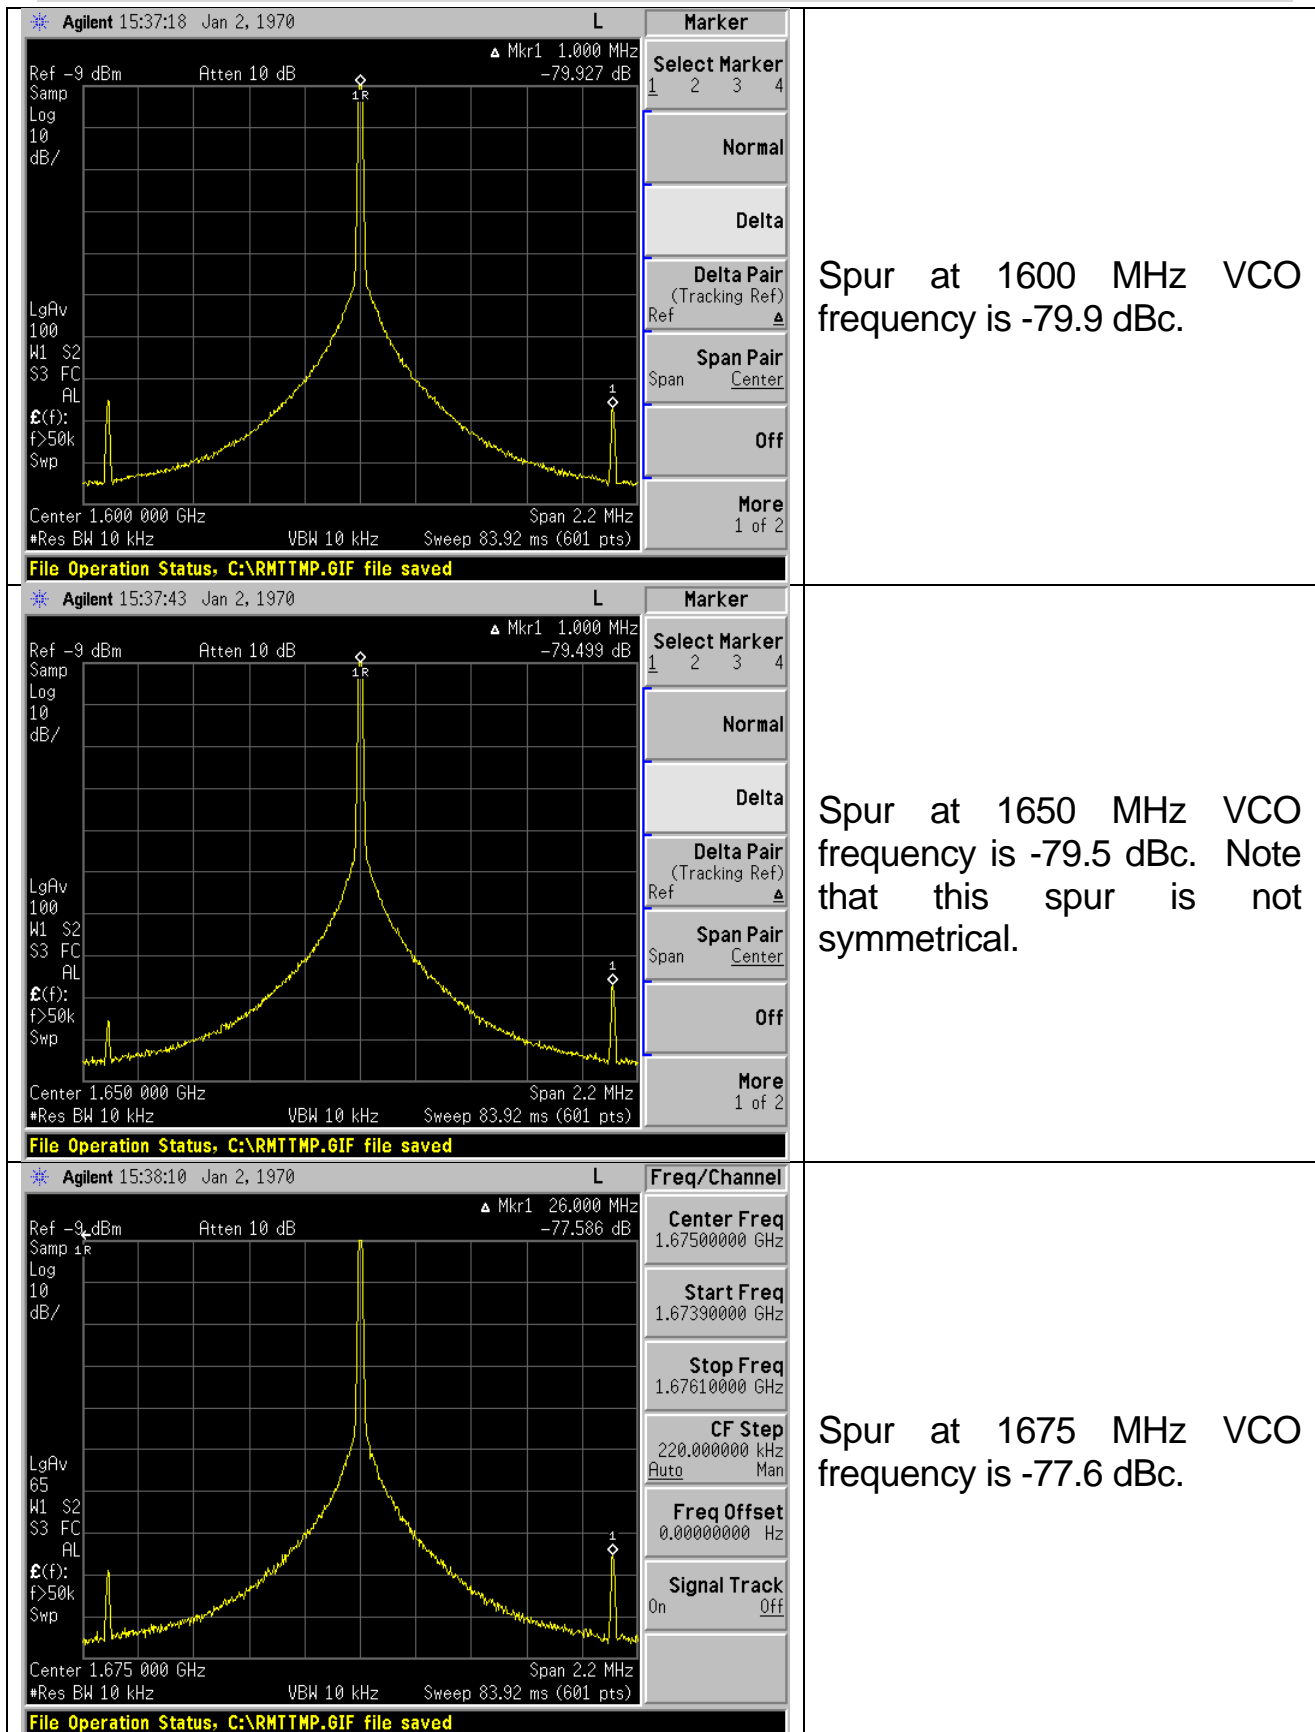 Agilent 15:37:18 Jan 2, 1970 L Marker
Δ Mkr1 1.000 MHz
Ref -9 dBm Atten 10 dB -79.927 dB
Samp
Log
10
dB/
1R
LgAv
100
W1 S2
S3 FC
AL
£(f):
f>50k
Swp
1
Center 1.600 000 GHz Span 2.2 MHz
#Res BW 10 kHz VBW 10 kHz Sweep 83.92 ms (601 pts)
File Operation Status, C:\RMTTMP.GIF file saved
Select Marker
1 2 3 4
Normal
Delta
Delta Pair
(Tracking Ref)
Ref Δ
Span Pair
Span Center
Off
More
1 of 2
Spur at 1600 MHz VCO
frequency is -79.9 dBc.
Agilent 15:37:43 Jan 2, 1970 L Marker
Δ Mkr1 1.000 MHz
Ref -9 dBm Atten 10 dB -79.499 dB
Samp
Log
10
dB/
1R
LgAv
100
W1 S2
S3 FC
AL
£(f):
f>50k
Swp
1
Center 1.650 000 GHz Span 2.2 MHz
#Res BW 10 kHz VBW 10 kHz Sweep 83.92 ms (601 pts)
File Operation Status, C:\RMTTMP.GIF file saved
Select Marker
1 2 3 4
Normal
Delta
Delta Pair
(Tracking Ref)
Ref Δ
Span Pair
Span Center
Off
More
1 of 2
Spur at 1650 MHz VCO
frequency is -79.5 dBc. Note
that this spur is not
symmetrical.
Agilent 15:38:10 Jan 2, 1970 L Freq/Channel
Δ Mkr1 26.000 MHz
Ref -9 dBm Atten 10 dB -77.586 dB
Samp 1R
Log
10
dB/
LgAv
65
W1 S2
S3 FC
AL
£(f):
f>50k
Swp
1
Center 1.675 000 GHz Span 2.2 MHz
#Res BW 10 kHz VBW 10 kHz Sweep 83.92 ms (601 pts)
File Operation Status, C:\RMTTMP.GIF file saved
Center Freq
1.67500000 GHz
Start Freq
1.67390000 GHz
Stop Freq
1.67610000 GHz
CF Step
220.000000 kHz
Auto Man
Freq Offset
0.00000000 Hz
Signal Track
On Off
Spur at 1675 MHz VCO
frequency is -77.6 dBc.